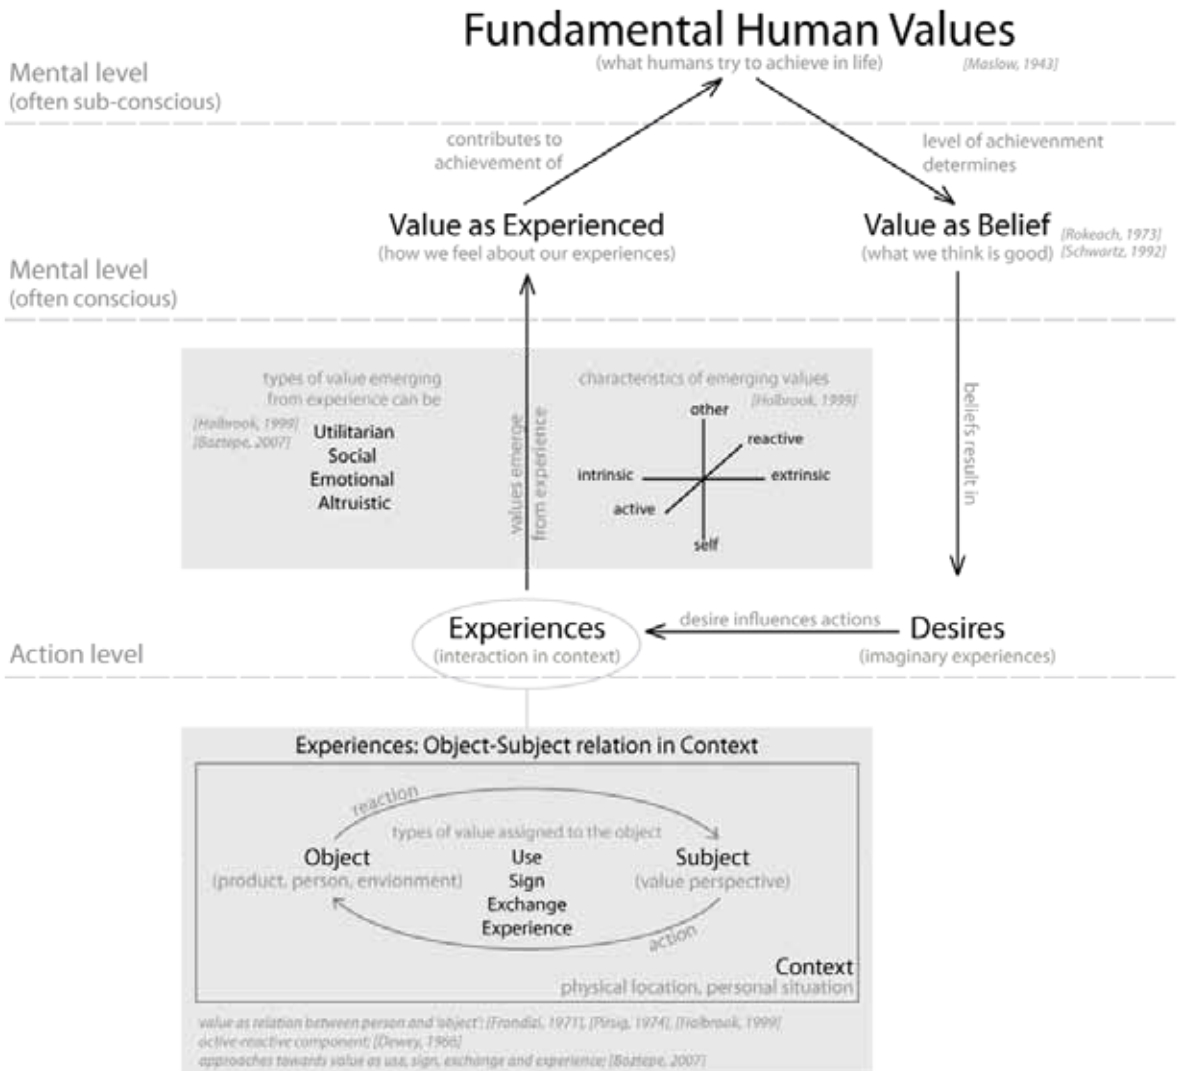 Fundamental Human Values
(what humans try to achieve in life)
[Maslow, 1943]
Mental level
(often sub-conscious)
contributes to
achievement of
level of achievenment
determines
Value as Experienced
(how we feel about our experiences)
Value as Belief
(what we think is good)
[Rokeach, 1973]
[Schwartz, 1992]
Mental level
(often conscious)
types of value emerging
from experience can be
[Holbrook, 1999]
[Boztepe, 2007]
Utilitarian
Social
Emotional
Altruistic
values emerge
from experience
characteristics of emerging values
[Holbrook, 1999]
other
reactive
intrinsic
extrinsic
active
self
beliefs result in
Experiences
(interaction in context)
desire influences actions
Desires
(imaginary experiences)
Action level
Experiences: Object-Subject relation in Context
reaction
types of value assigned to the object
Object
(product, person, envionment)
Use
Sign
Exchange
Experience
Subject
(value perspective)
action
Context
physical location, personal situation
value as relation between person and 'object'; [Frondizi, 1971], [Pirsig, 1974], [Holbrook, 1999]
active-reactive component; [Dewey, 1966]
approaches towards value as use, sign, exchange and experience; [Boztepe, 2007]